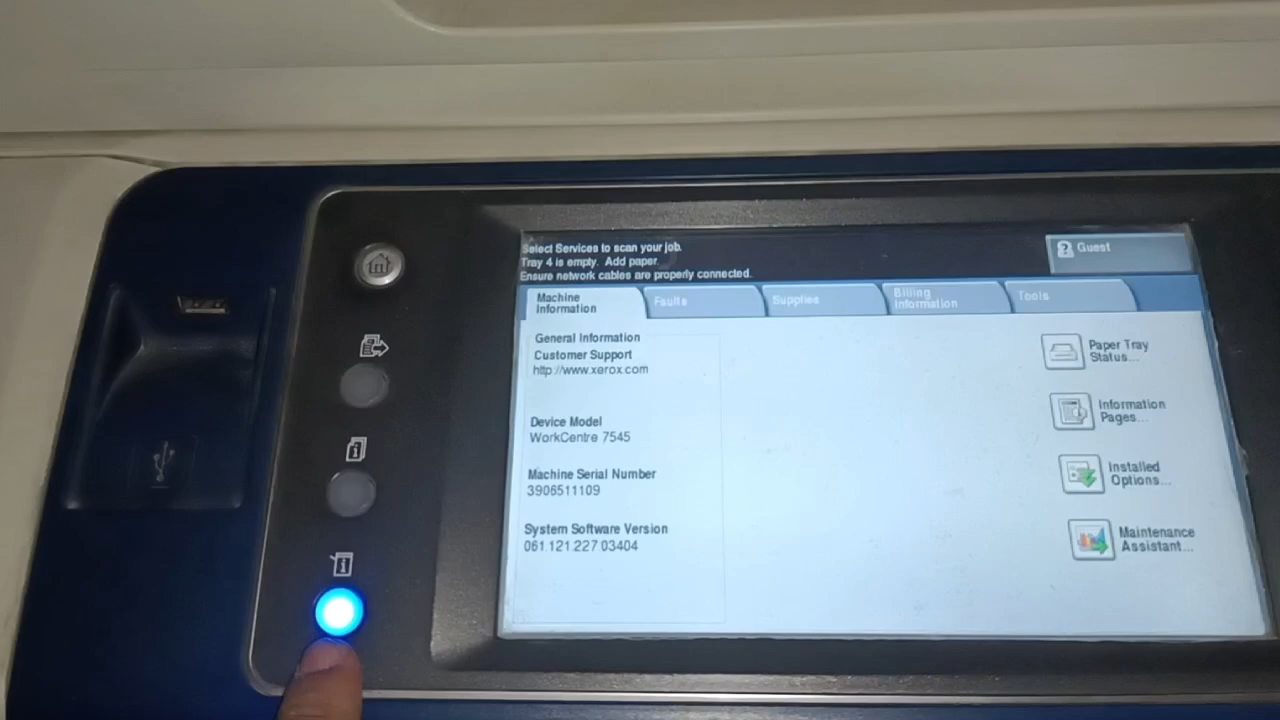 Select Services to scan your job.
Tray 4 is empty. Add paper.
Ensure network cables are properly connected.
Guest
Machine
Information
Faults
Supplies
Billing
Information
Tools
General Information
Customer Support
http://www.xerox.com
Device Model
WorkCentre 7545
Machine Serial Number
3906511109
System Software Version
061.121.227.03404
Paper Tray
Status...
Information
Pages...
Installed
Options...
Maintenance
Assistant...